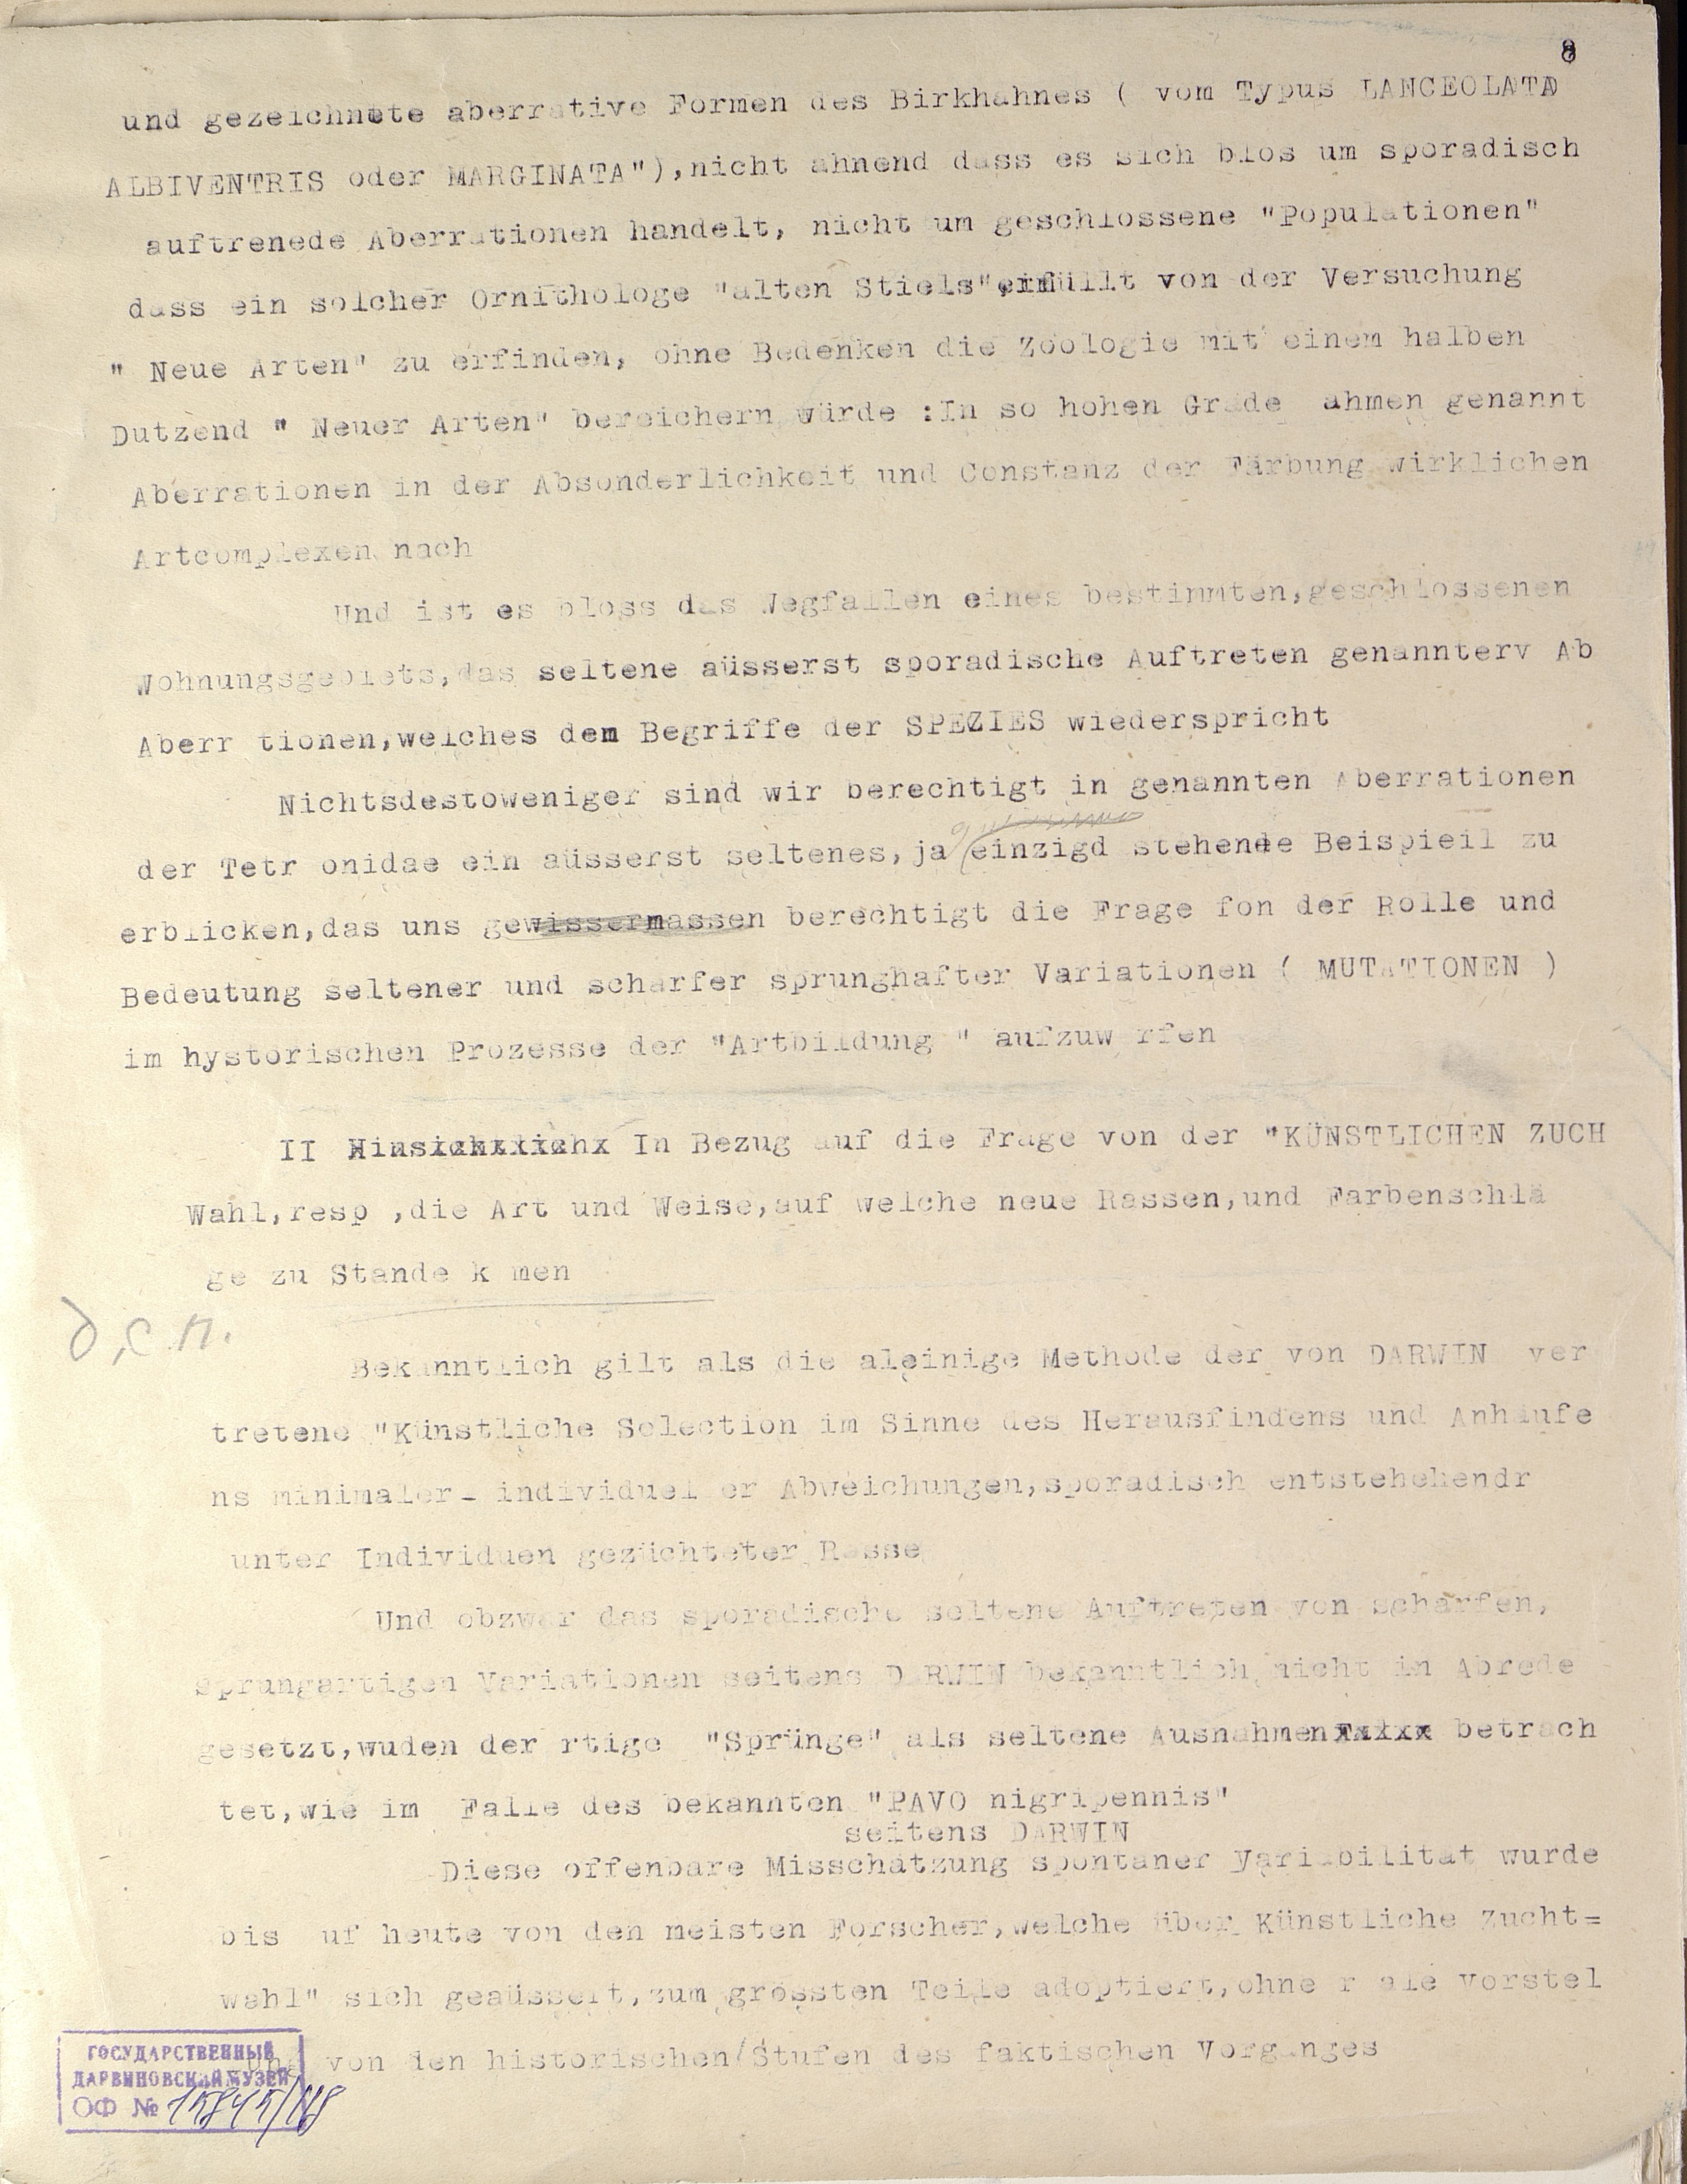 8
und gezeichnete aberrative Formen des Birkhahnes ( vom Typus LANCEOLATA
ALBIVENTRIS oder MARGINATA"),nicht ahnend dass es sich blos um sporadisch
auftrenede Aberrationen handelt, nicht um geschlossene "Populationen"
dass ein solcher Ornithologe "alten Stiels" erfüllt von der Versuchung
" Neue Arten" zu erfinden, ohne Bedenken die Zoologie mit einem halben
Dutzend " Neuer Arten" bereichern würde :In so hohen Grade ahmen genannt
Aberrationen in der Absonderlichkeit und Constanz der Färbung wirklichen
Artcomplexen nach
Und ist es bloss das Wegfallen eines bestimmten,geschlossenen
Wohnungsgebiets,das seltene aüsserst sporadische Auftreten genannterv Ab
Aberr tionen,welches dem Begriffe der SPEZIES wiederspricht
Nichtsdestoweniger sind wir berechtigt in genannten Aberrationen
der Tetr onidae ein aüsserst seltenes,ja einzigd stehende Beispieil zu
erblicken,das uns gewissermassen berechtigt die Frage fon der Rolle und
Bedeutung seltener und scharfer sprunghafter Variationen ( MUTATIONEN )
im hystorischen Prozesse der "Artbildung " aufzuw rfen
II Hinsichtlich In Bezug auf die Frage von der "KÜNSTLICHEN ZUCH
Wahl,resp ,die Art und Weise,auf welche neue Rassen,und Farbenschlä
ge zu Stande k men
д,с.п.
Bekanntlich gilt als die aleinige Methode der von DARWIN ver
tretene "Künstliche Selection im Sinne des Herausfindens und Anhäufe
ns minimaler- individuel er Abweichungen,sporadisch entstehehendr
unter Individuen gezüchteter Rasse
Und obzwar das sporadische seltene Auftreten von scharfen,
sprungartigen Variationen seitens D RWIN bekanntlich nicht in Abrede
gesetzt,wuden der rtige "Sprünge" als seltene Ausnahmen betrach
tet,wie im Falle des bekannten "PAVO nigripennis"
seitens DARWIN
Diese offenbare Misschätzung spontaner Variabilität wurde
bis uf heute von den meisten Forscher,welche über Künstliche Zucht=
wahl" sich geäussert,zum grössten Teile adoptiert,ohne r ale Vorstel
ung von den historischen Stufen des faktischen Vorganges
ГОСУДАРСТВЕННЫЙ
ДАРВИНОВСКИЙ МУЗЕЙ
ОФ №